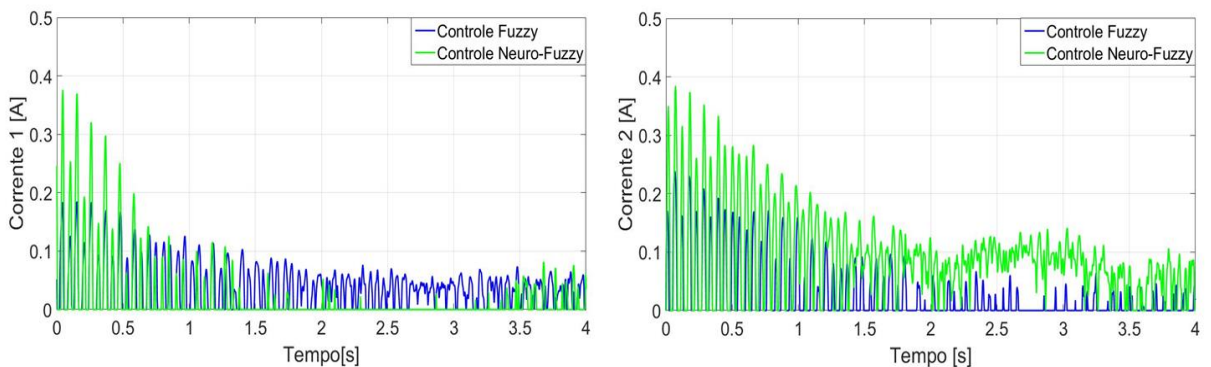 0.5
0.4
0.3
0.2
0.1
0
Corrente 1 [A]
Controle Fuzzy
Controle Neuro-Fuzzy
0 0.5 1 1.5 2 2.5 3 3.5 4
Tempo[s]
0.5
0.4
0.3
0.2
0.1
0
Corrente 2 [A]
Controle Fuzzy
Controle Neuro-Fuzzy
0 0.5 1 1.5 2 2.5 3 3.5 4
Tempo [s]